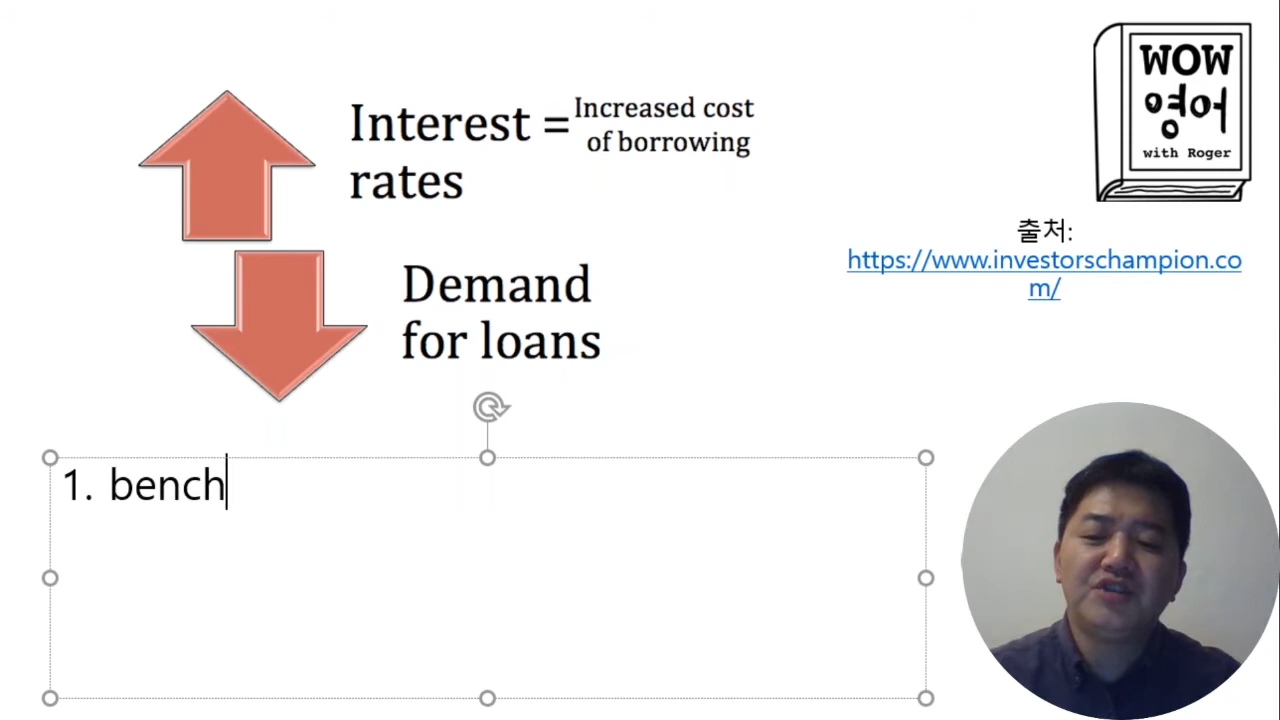 Interest =
rates
Increased cost
of borrowing
Demand
for loans
WOW
영어
with Roger
출처:
https://www.investorschampion.co
m/
1. bench